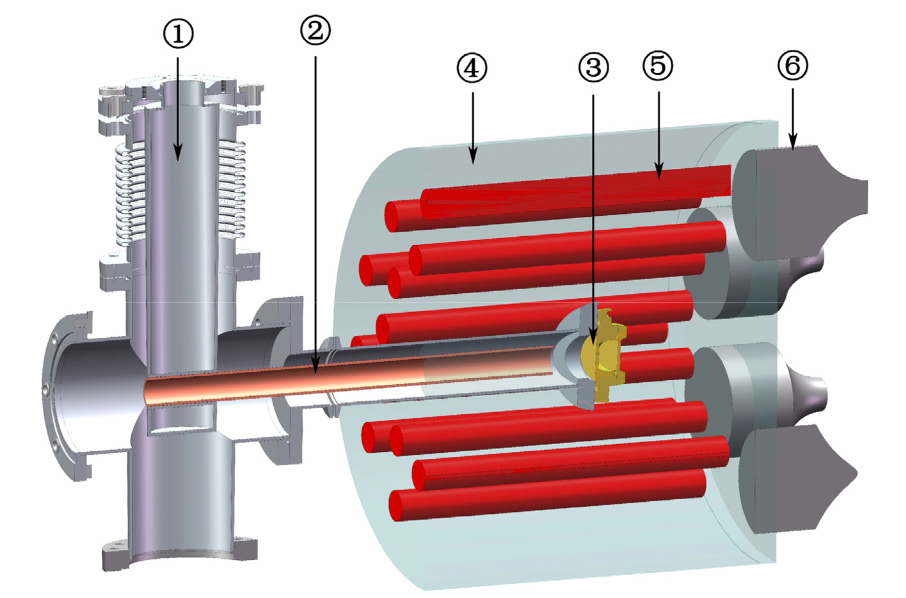 ① ② ④ ③ ⑤ ⑥